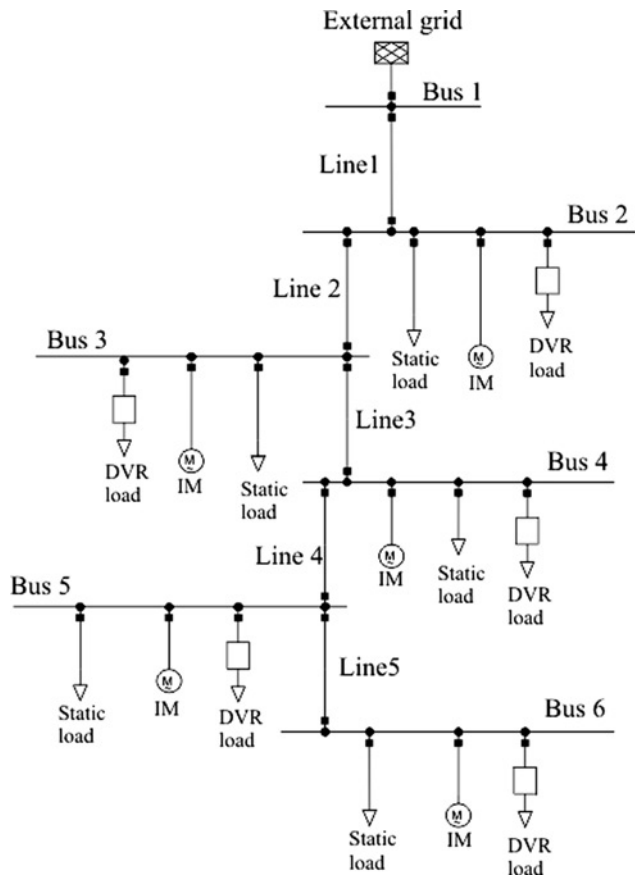 External grid
Bus 1
Line1
Bus 2
Line 2
Static
load
M
IM
DVR
load
Bus 3
DVR
load
M
IM
Static
load
Line3
Bus 4
Line 4
M
IM
Static
load
DVR
load
Bus 5
Static
load
M
IM
DVR
load
Line5
Bus 6
Static
load
M
IM
DVR
load